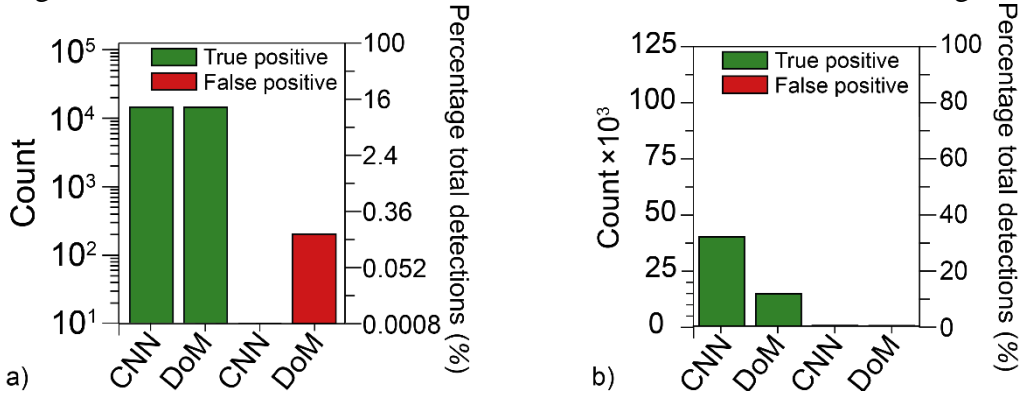 True positive
False positive
Count
10⁵
10⁴
10³
10²
10¹
100
16
2.4
0.36
0.052
0.0008
Percentage total detections (%)
CNN
DoM
CNN
DoM
a)
True positive
False positive
Count ×10³
125
100
75
50
25
0
100
80
60
40
20
0
Percentage total detections (%)
CNN
DoM
CNN
DoM
b)